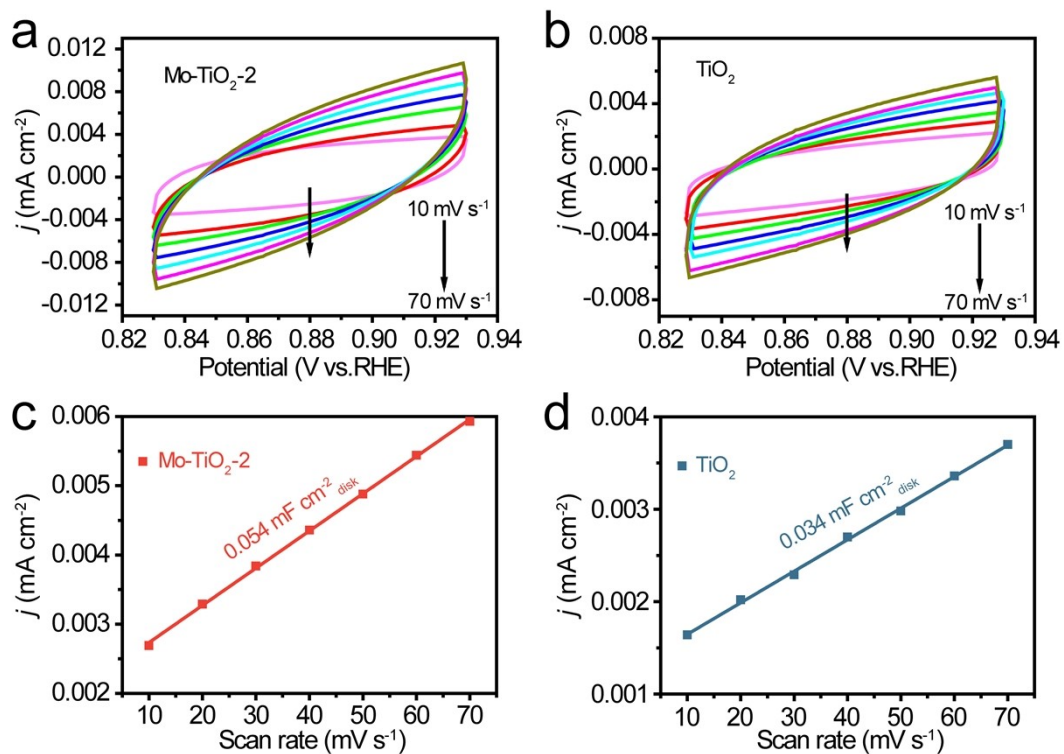 a
Mo-TiO₂-2
0.012
0.008
0.004
0.000
-0.004
-0.008
-0.012
j (mA cm⁻²)
10 mV s⁻¹
70 mV s⁻¹
0.82 0.84 0.86 0.88 0.90 0.92 0.94
Potential (V vs.RHE)
b
TiO₂
0.008
0.004
0.000
-0.004
-0.008
j (mA cm⁻²)
10 mV s⁻¹
70 mV s⁻¹
0.82 0.84 0.86 0.88 0.90 0.92 0.94
Potential (V vs.RHE)
c
0.006
0.005
0.004
0.003
0.002
j (mA cm⁻²)
Mo-TiO₂-2
0.054 mF cm⁻² disk
10 20 30 40 50 60 70
Scan rate (mV s⁻¹)
d
0.004
0.003
0.002
0.001
j (mA cm⁻²)
TiO₂
0.034 mF cm⁻² disk
10 20 30 40 50 60 70
Scan rate (mV s⁻¹)